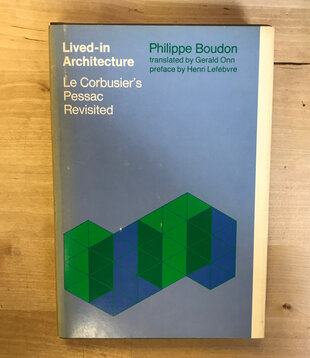 Lived-in
Architecture
Le Corbusier's
Pessac
Revisited
Philippe Boudon
translated by Gerald Onn
preface by Henri Lefebvre